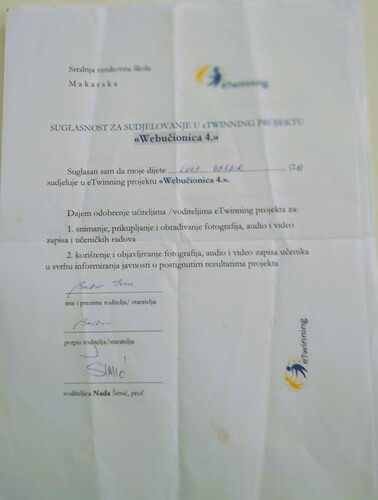 Srednja strukovna škola
Makarska
eTwinning
SUGLASNOST ZA SUDJELOVANJE U eTWINNING PROJEKTU
«Webučionica 4.»
Suglasan sam da moje dijete (2.a)
sudjeluje u eTwinning projektu «Webučionica 4.».
Dajem odobrenje učiteljima /voditeljima eTwinning projekta za:
1. snimanje, prikupljanje i obrađivanje fotografija, audio i video
zapisa i učeničkih radova
2. korištenje i objavljivanje fotografija, audio i video zapisa učenika
u svrhu informiranja javnosti o postignutim rezultatima projekta
ime i prezime roditelja/ staratelja
potpis roditelja/staratelja
Šimić
voditeljica Nada Šimić, prof
eTwinning